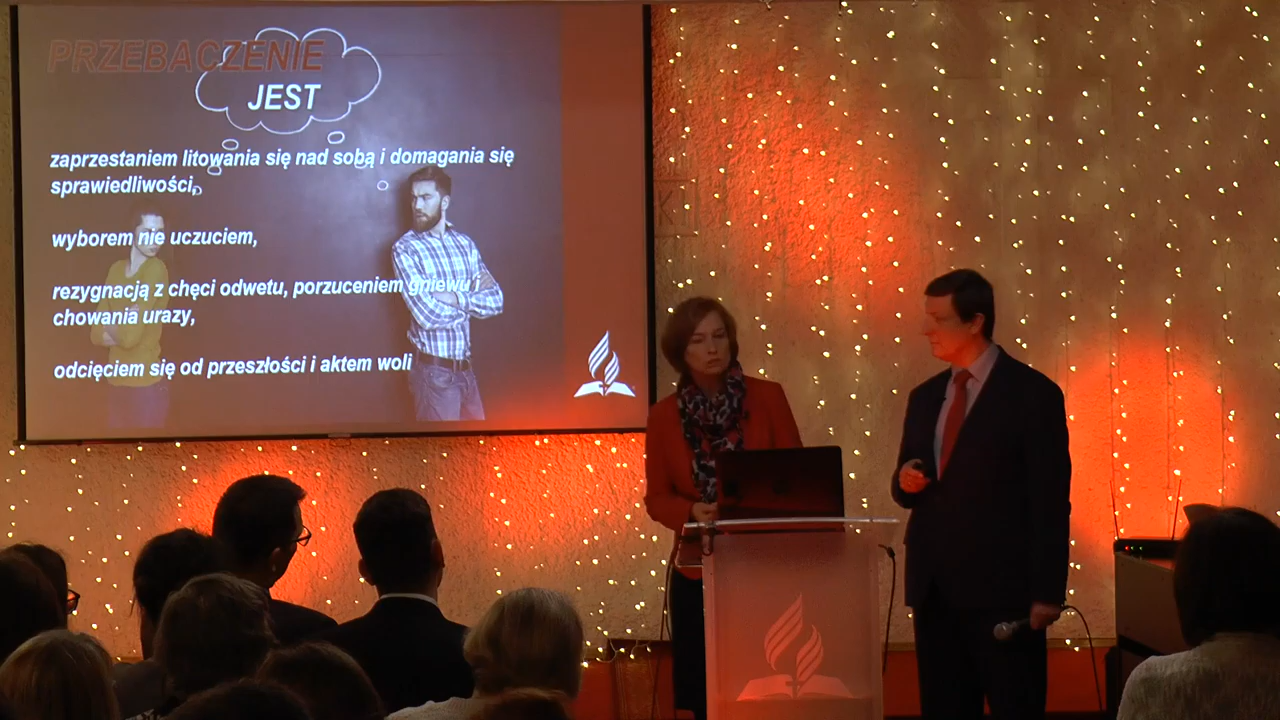 PRZEBACZENIE
JEST
zaprzestaniem litowania się nad sobą i domagania się
sprawiedliwości,
wyborem nie uczuciem,
rezygnacją z chęci odwetu, porzuceniem gniewu i
chowania urazy,
odcięciem się od przeszłości i aktem woli